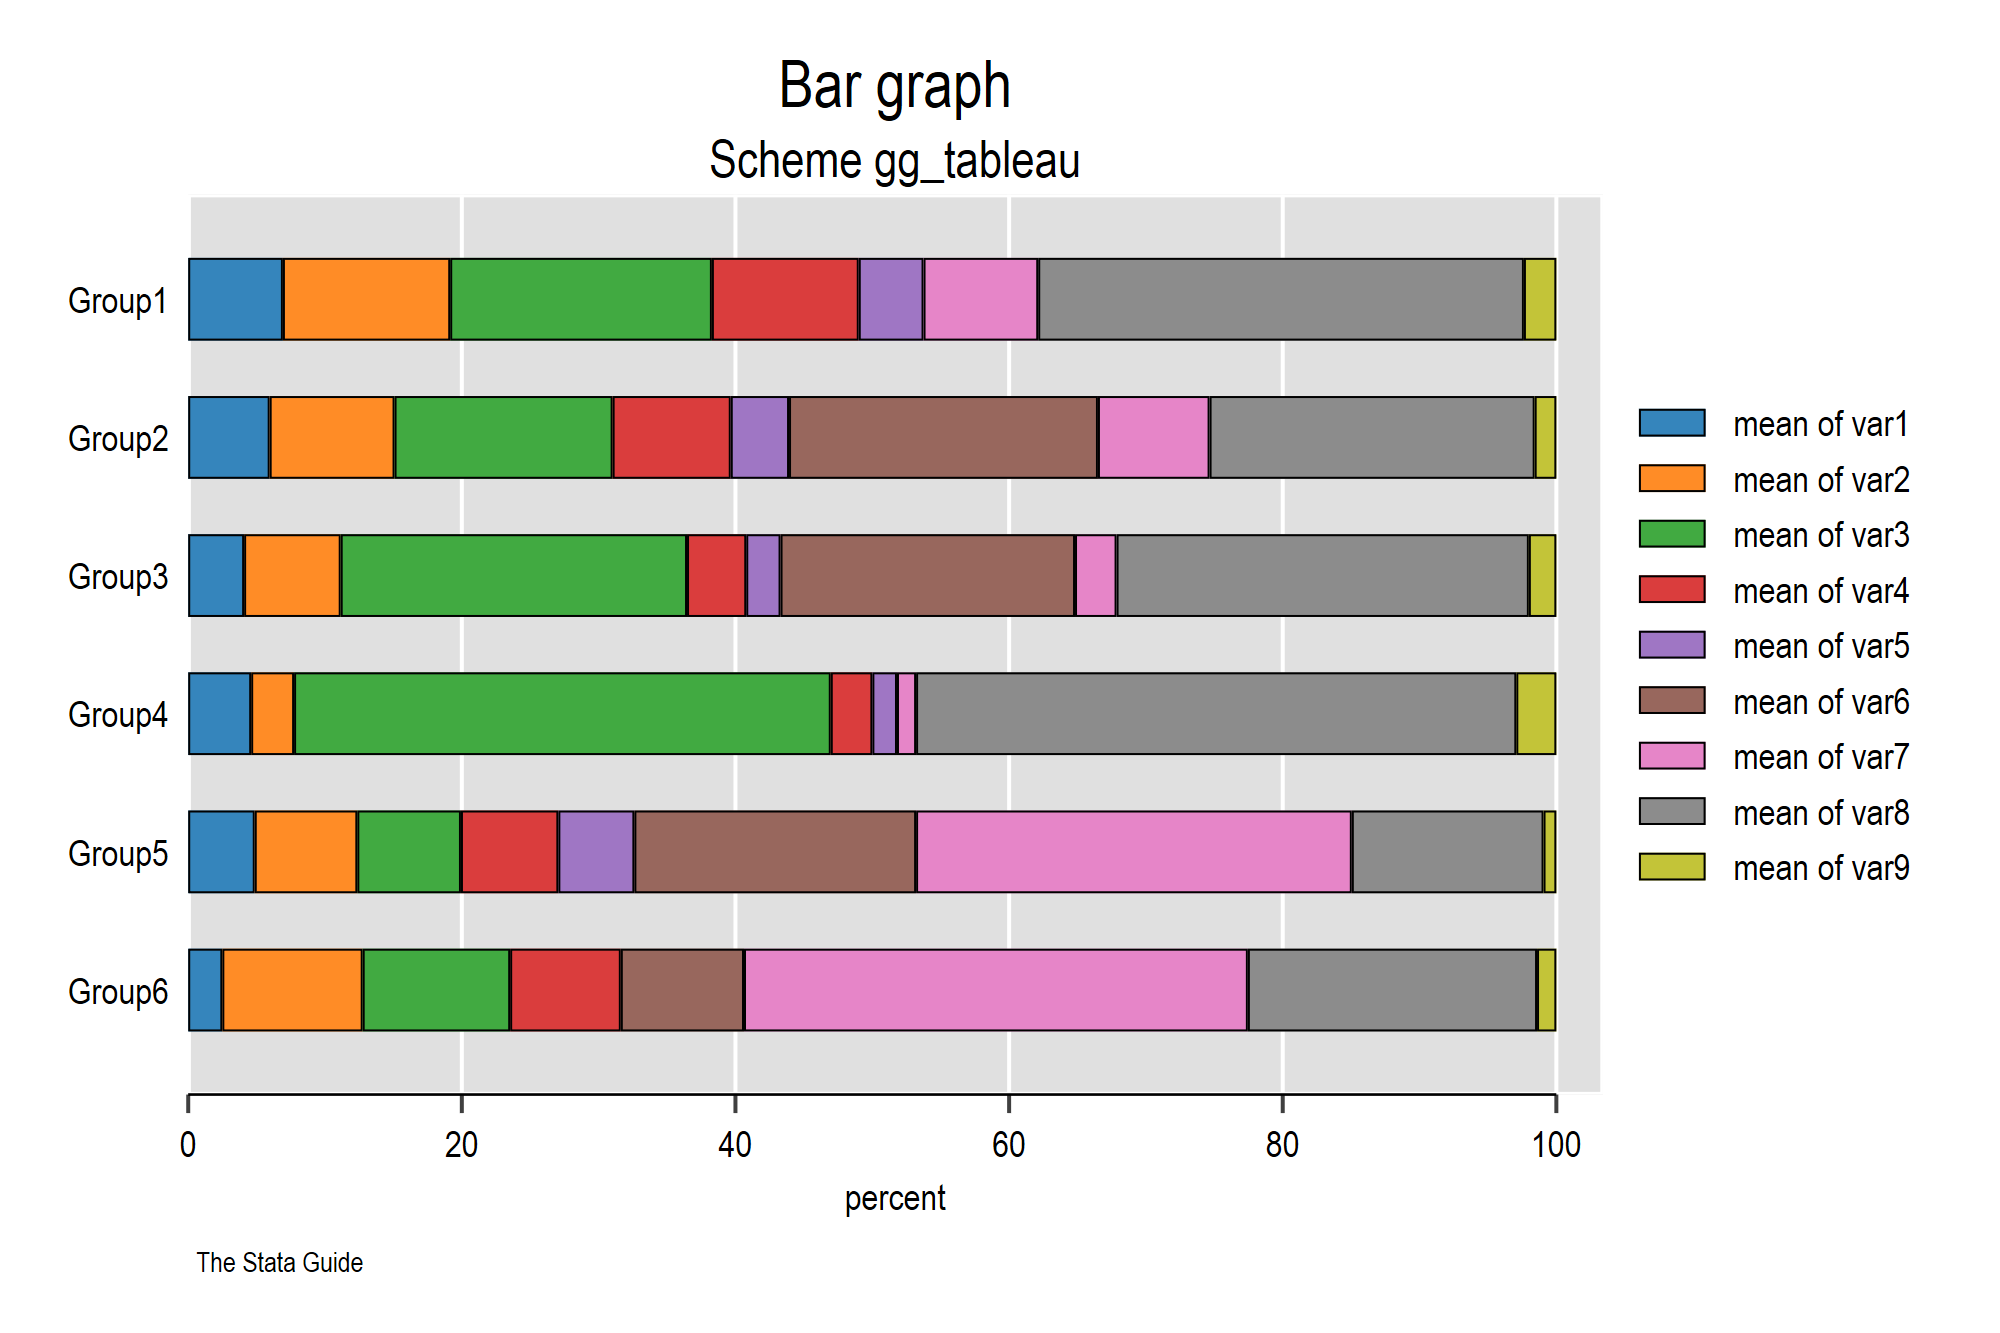 Bar graph
Scheme gg_tableau
Group1
Group2
Group3
Group4
Group5
Group6
mean of var1
mean of var2
mean of var3
mean of var4
mean of var5
mean of var6
mean of var7
mean of var8
mean of var9
0 20 40 60 80 100
percent
The Stata Guide